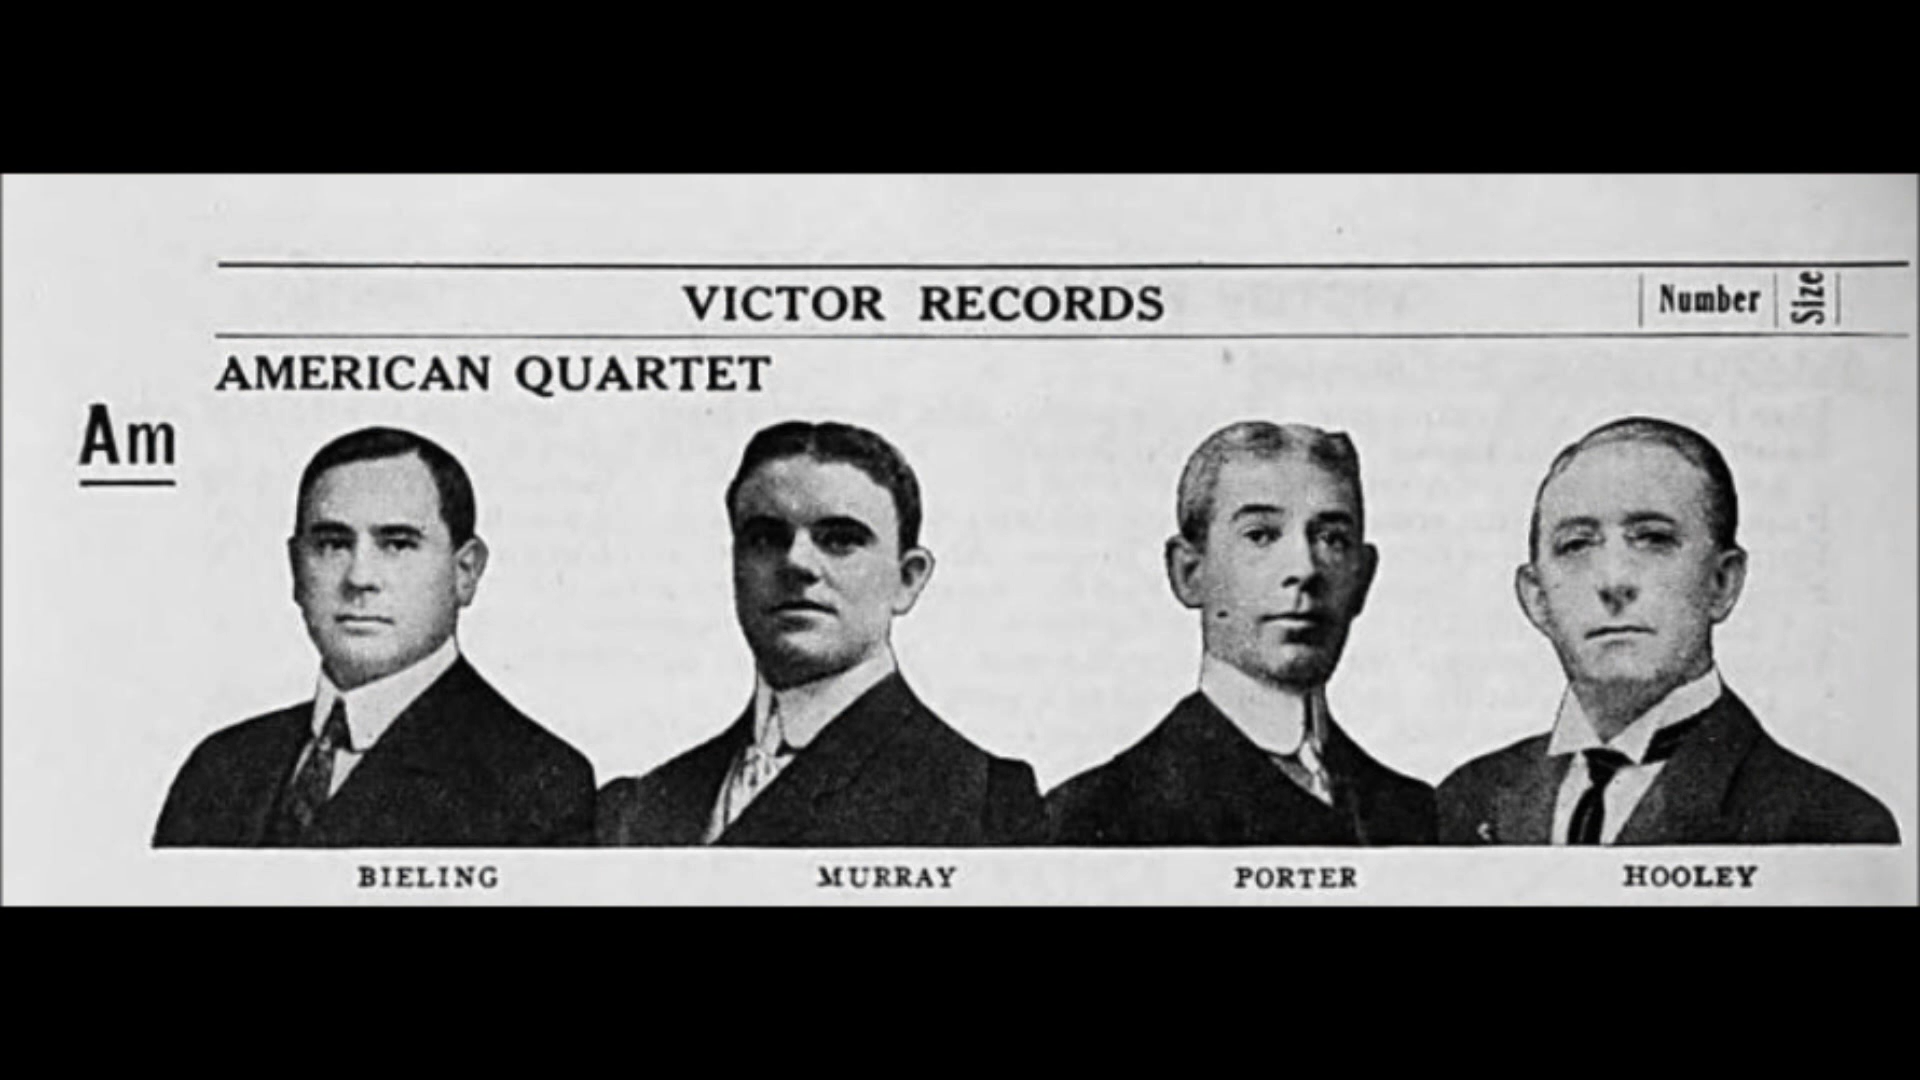 VICTOR RECORDS Number Size
AMERICAN QUARTET
Am
BIELING MURRAY PORTER HOOLEY